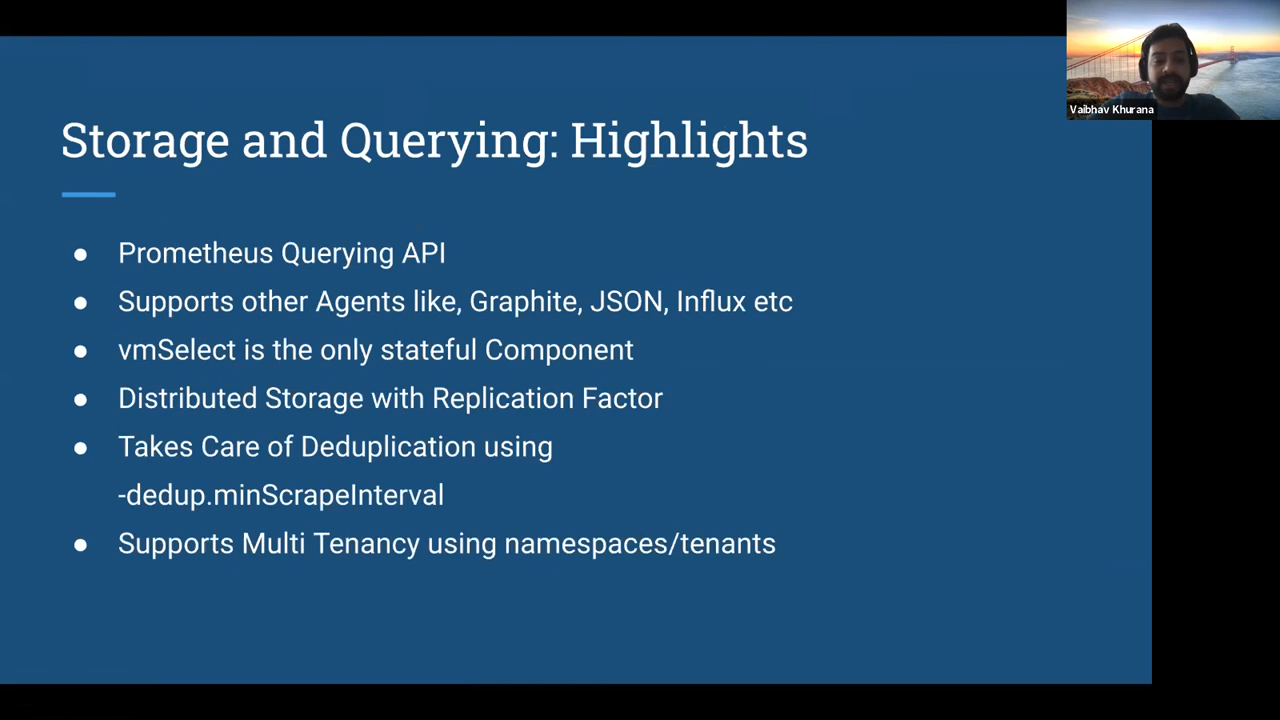 Vaibhav Khurana
Storage and Querying: Highlights
● Prometheus Querying API
● Supports other Agents like, Graphite, JSON, Influx etc
● vmSelect is the only stateful Component
● Distributed Storage with Replication Factor
● Takes Care of Deduplication using
-dedup.minScrapeInterval
● Supports Multi Tenancy using namespaces/tenants